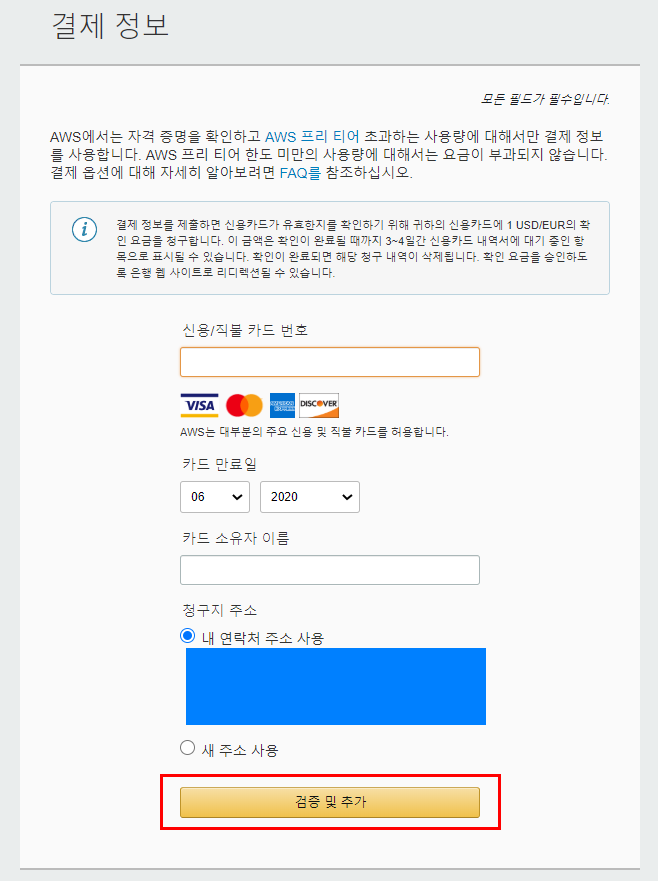 결제 정보
모든 필드가 필수입니다.
AWS에서는 자격 증명을 확인하고 AWS 프리 티어 초과하는 사용량에 대해서만 결제 정보
를 사용합니다. AWS 프리 티어 한도 미만의 사용량에 대해서는 요금이 부과되지 않습니다.
결제 옵션에 대해 자세히 알아보려면 FAQ를 참조하십시오.
결제 정보를 제출하면 신용카드가 유효한지를 확인하기 위해 귀하의 신용카드에 1 USD/EUR의 확
인 요금을 청구합니다. 이 금액은 확인이 완료될 때까지 3~4일간 신용카드 내역서에 대기 중인 항
목으로 표시될 수 있습니다. 확인이 완료되면 해당 청구 내역이 삭제됩니다. 확인 요금을 승인하도
록 은행 웹 사이트로 리디렉션될 수 있습니다.
신용/직불 카드 번호
VISA AMERICAN EXPRESS DISCOVER
AWS는 대부분의 주요 신용 및 직불 카드를 허용합니다.
카드 만료일
06 2020
카드 소유자 이름
청구지 주소
내 연락처 주소 사용
새 주소 사용
검증 및 추가